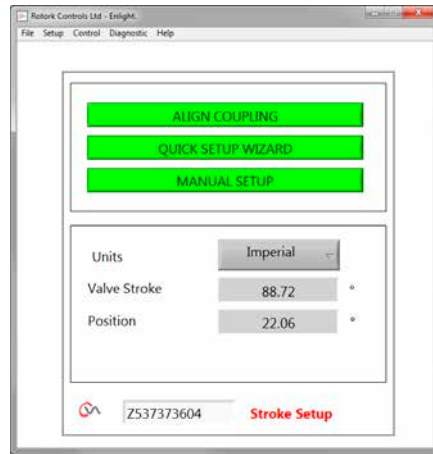 Rotork Controls Ltd - Enlight.
File Setup Control Diagnostic Help
ALIGN COUPLING
QUICK SETUP WIZARD
MANUAL SETUP
Units Imperial
Valve Stroke 88.72 °
Position 22.06 °
Z537373604 Stroke Setup